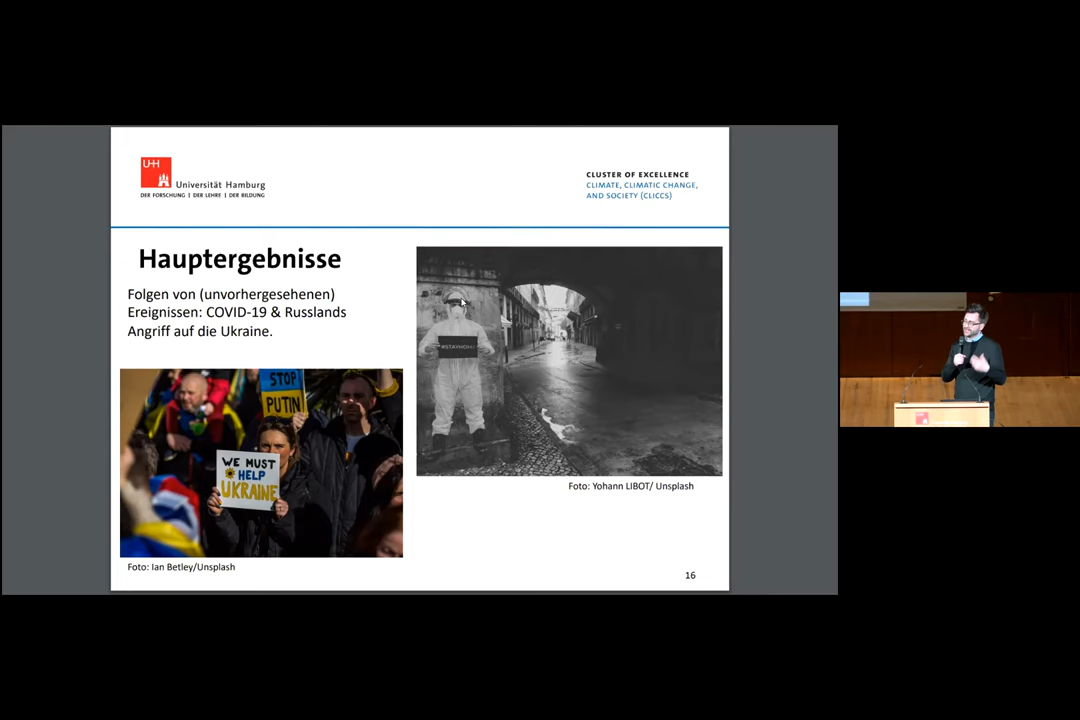 UHH
Universität Hamburg
DER FORSCHUNG | DER LEHRE | DER BILDUNG
CLUSTER OF EXCELLENCE
CLIMATE, CLIMATIC CHANGE,
AND SOCIETY (CLICCS)
Hauptergebnisse
Folgen von (unvorhergesehenen)
Ereignissen: COVID-19 & Russlands
Angriff auf die Ukraine.
STOP
PUTIN
WE MUST
HELP
UKRAINE
Foto: Ian Betley/Unsplash
Foto: Yohann LIBOT/ Unsplash
16